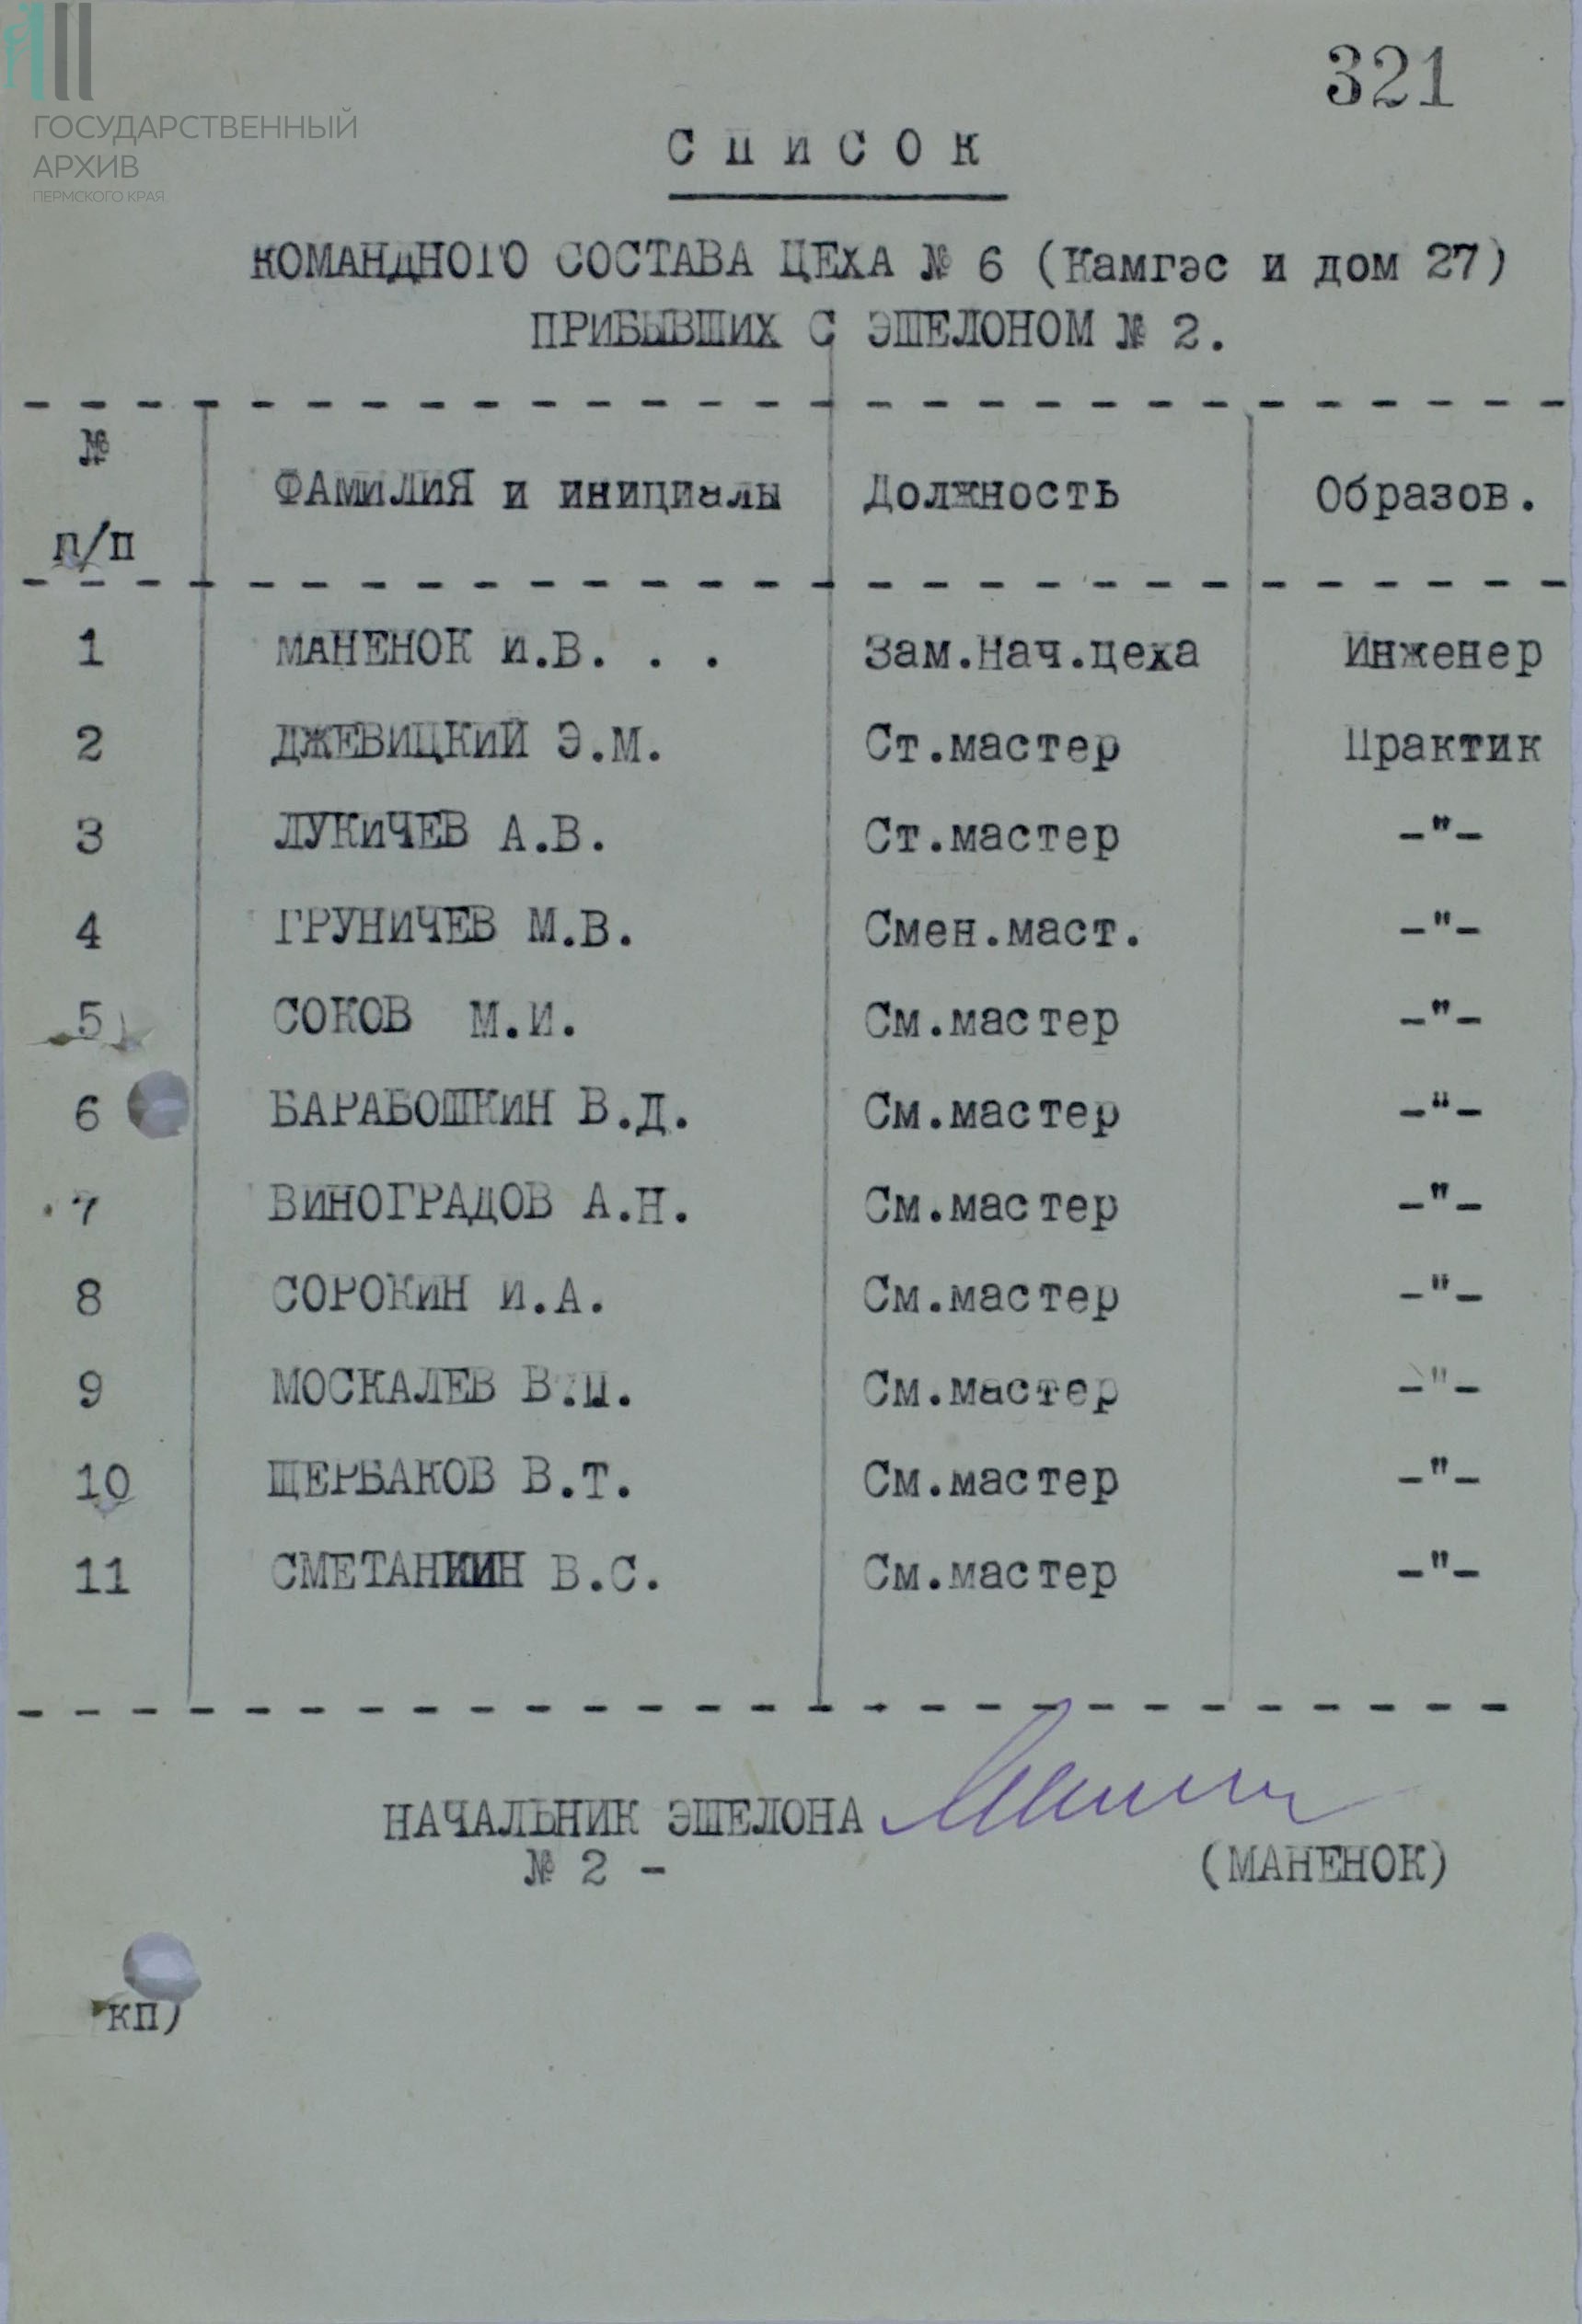 ГОСУДАРСТВЕННЫЙ
АРХИВ
ПЕРМСКОГО КРАЯ
321
С П И С О К
КОМАНДНОГО СОСТАВА ЦЕХА № 6 (Камгэс и дом 27)
ПРИБЫВШИХ С ЭШЕЛОНОМ № 2.
№ п/п ФАМИЛИЯ и инициалы Должность Образов.
1 МАНЕНОК И.В. . . Зам.Нач.цеха Инженер
2 ДЖЕВИЦКИЙ Э.М. Ст.мастер Практик
3 ЛУКИЧЕВ А.В. Ст.мастер -"-
4 ГРУНИЧЕВ М.В. Смен.маст. -"-
5 СОКОВ М.И. См.мастер -"-
6 БАРАБОШКИН В.Д. См.мастер -"-
7 ВИНОГРАДОВ А.Н. См.мастер -"-
8 СОРОКИН И.А. См.мастер -"-
9 МОСКАЛЕВ В.П. См.мастер -"-
10 ЩЕРБАКОВ В.Т. См.мастер -"-
11 СМЕТАНКИН В.С. См.мастер -"-
НАЧАЛЬНИК ЭШЕЛОНА
№ 2 - (МАНЕНОК)
кп)